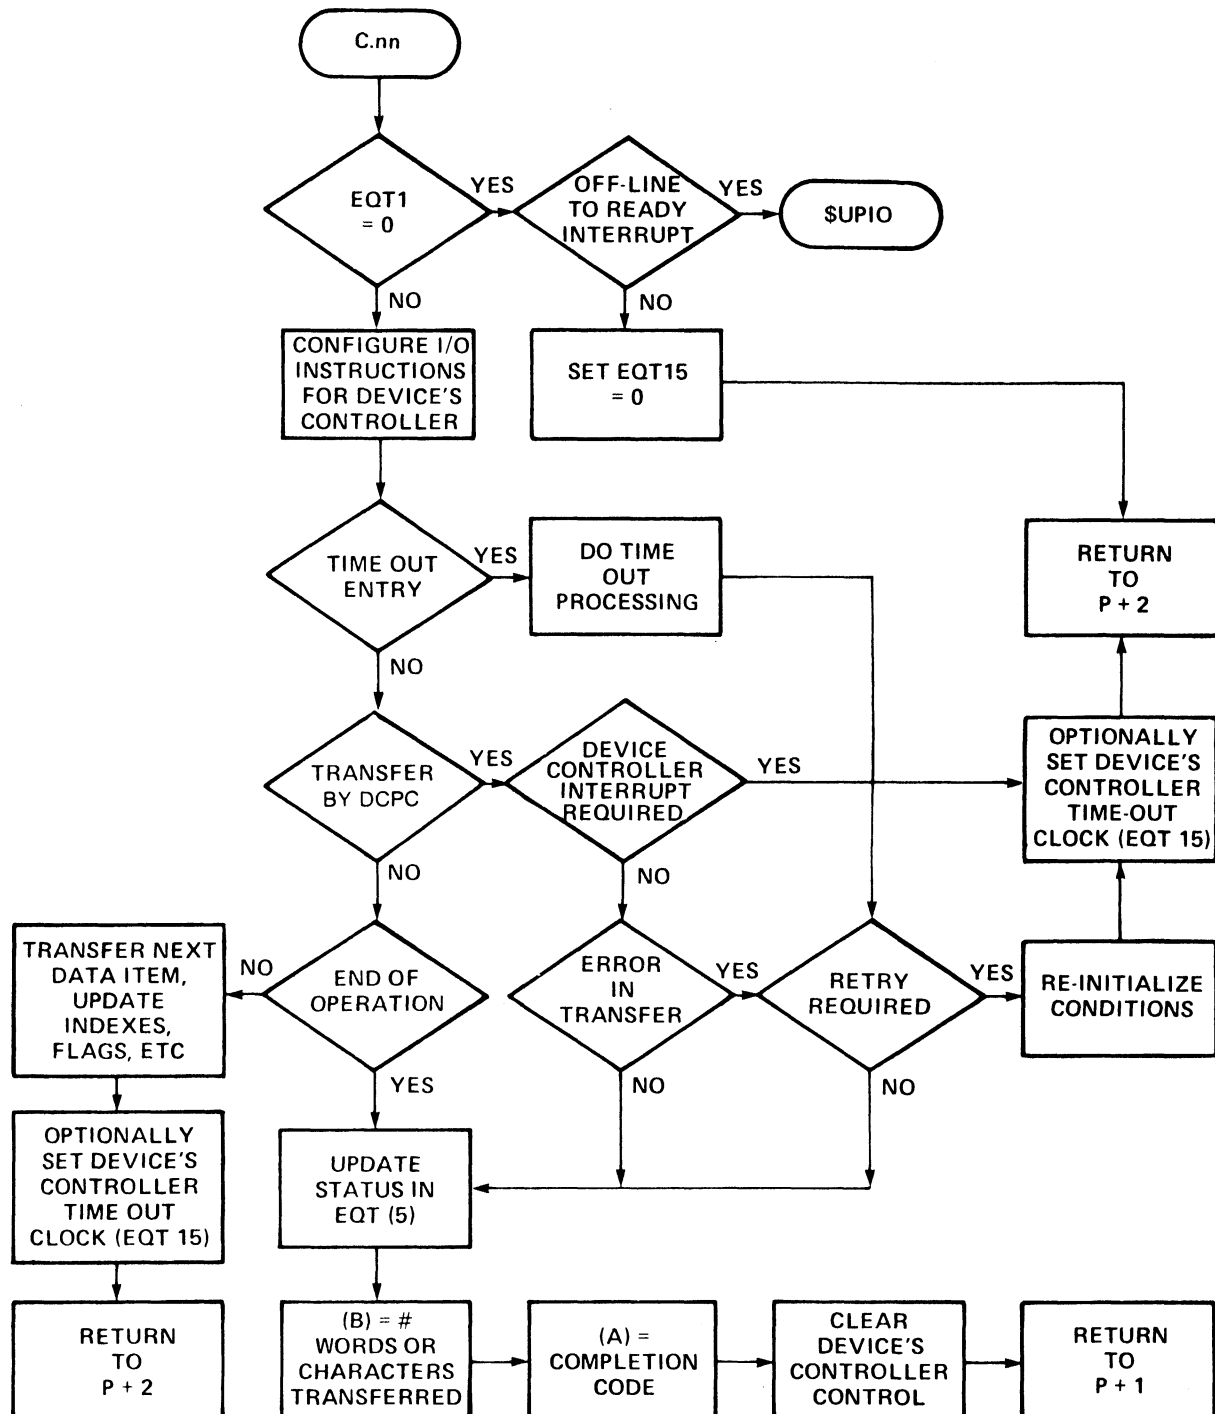 C.nn
EQT1
= 0
YES
OFF-LINE
TO READY
INTERRUPT
YES
$UPIO
NO
NO
CONFIGURE I/O
INSTRUCTIONS
FOR DEVICE'S
CONTROLLER
SET EQT15
= 0
TIME OUT
ENTRY
YES
DO TIME
OUT
PROCESSING
RETURN
TO
P + 2
NO
TRANSFER
BY DCPC
YES
DEVICE
CONTROLLER
INTERRUPT
REQUIRED
YES
OPTIONALLY
SET DEVICE'S
CONTROLLER
TIME-OUT
CLOCK (EQT 15)
NO
NO
TRANSFER NEXT
DATA ITEM,
UPDATE
INDEXES,
FLAGS, ETC
NO
END OF
OPERATION
ERROR
IN
TRANSFER
YES
RETRY
REQUIRED
YES
RE-INITIALIZE
CONDITIONS
YES
NO
NO
OPTIONALLY
SET DEVICE'S
CONTROLLER
TIME OUT
CLOCK (EQT 15)
UPDATE
STATUS IN
EQT (5)
RETURN
TO
P + 2
(B) = #
WORDS OR
CHARACTERS
TRANSFERRED
(A) =
COMPLETION
CODE
CLEAR
DEVICE'S
CONTROLLER
CONTROL
RETURN
TO
P + 1